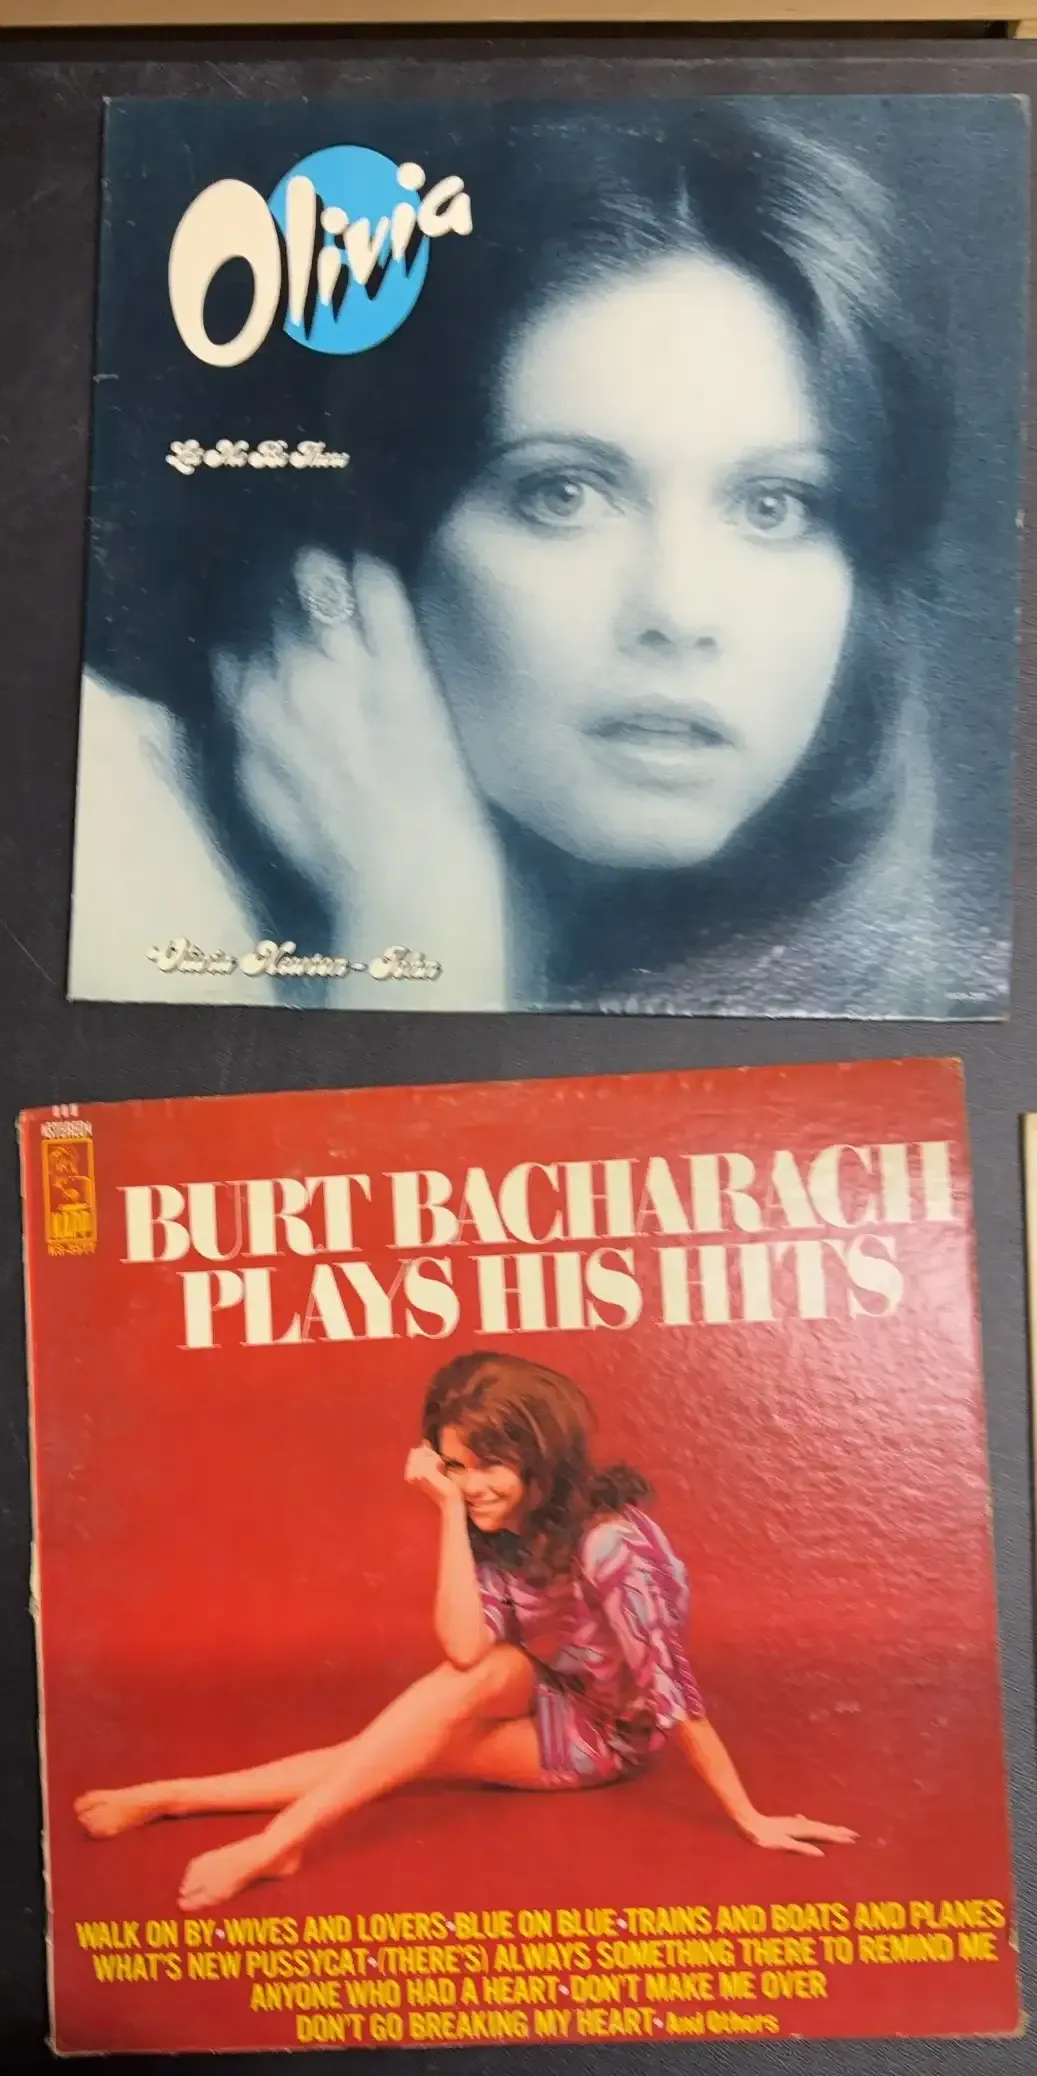 Olivia
Let Me Be There
Olivia Newton-John
STEREO
BURT BACHARACH
PLAYS HIS HITS
WALK ON BY•WIVES AND LOVERS•BLUE ON BLUE•TRAINS AND BOATS AND PLANES
WHAT'S NEW PUSSYCAT•(THERE'S) ALWAYS SOMETHING THERE TO REMIND ME
ANYONE WHO HAD A HEART•DON'T MAKE ME OVER
DON'T GO BREAKING MY HEART•And Others